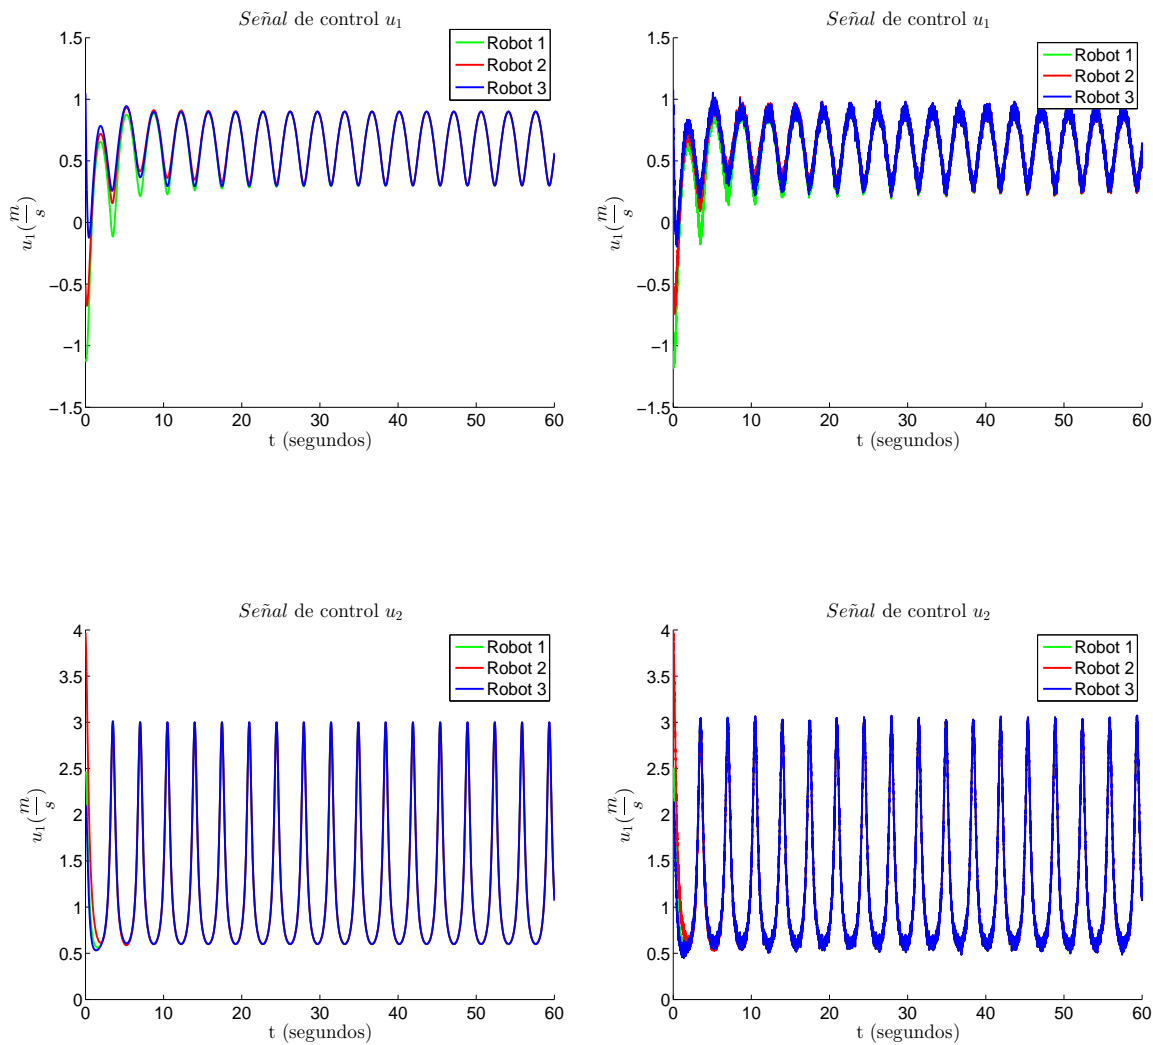 Señal de control u₁
1.5
1
0.5
0
−0.5
−1
−1.5
u₁(m/s)
Robot 1
Robot 2
Robot 3
0 10 20 30 40 50 60
t (segundos)
Señal de control u₁
1.5
1
0.5
0
−0.5
−1
−1.5
u₁(m/s)
Robot 1
Robot 2
Robot 3
0 10 20 30 40 50 60
t (segundos)
Señal de control u₂
4
3.5
3
2.5
2
1.5
1
0.5
0
u₁(m/s)
Robot 1
Robot 2
Robot 3
0 10 20 30 40 50 60
t (segundos)
Señal de control u₂
4
3.5
3
2.5
2
1.5
1
0.5
0
u₁(m/s)
Robot 1
Robot 2
Robot 3
0 10 20 30 40 50 60
t (segundos)